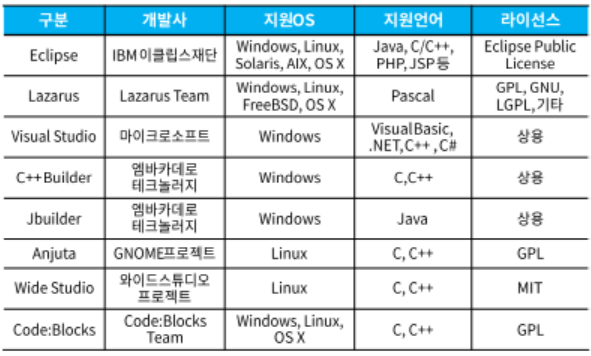 구분 개발사 지원OS 지원언어 라이선스
Eclipse IBM 이클립스재단 Windows, Linux, Solaris, AIX, OS X Java, C/C++, PHP, JSP 등 Eclipse Public License
Lazarus Lazarus Team Windows, Linux, FreeBSD, OS X Pascal GPL, GNU, LGPL,기타
Visual Studio 마이크로소프트 Windows VisualBasic, .NET,C++ ,C# 상용
C++ Builder 엠바카데로 테크놀러지 Windows C,C++ 상용
Jbuilder 엠바카데로 테크놀러지 Windows Java 상용
Anjuta GNOME프로젝트 Linux C, C++ GPL
Wide Studio 와이드스튜디오 프로젝트 Linux C, C++ MIT
Code:Blocks Code:Blocks Team Windows, Linux, OS X C, C++ GPL